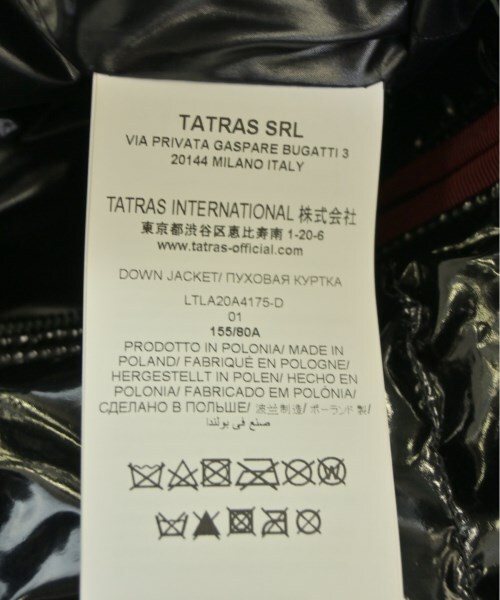 TATRAS SRL
VIA PRIVATA GASPARE BUGATTI 3
20144 MILANO ITALY
TATRAS INTERNATIONAL 株式会社
東京都渋谷区恵比寿南 1-20-6
www.tatras-official.com
DOWN JACKET/ ПУХОВАЯ КУРТКА
LTLA20A4175-D
01
155/80A
PRODOTTO IN POLONIA/ MADE IN
POLAND/ FABRIQUÉ EN POLOGNE/
HERGESTELLT IN POLEN/ HECHO EN
POLONIA/ FABRICADO EM POLÓNIA/
СДЕЛАНО В ПОЛЬШЕ/ 波兰制造/ ポーランド製/
صنع في بولندا